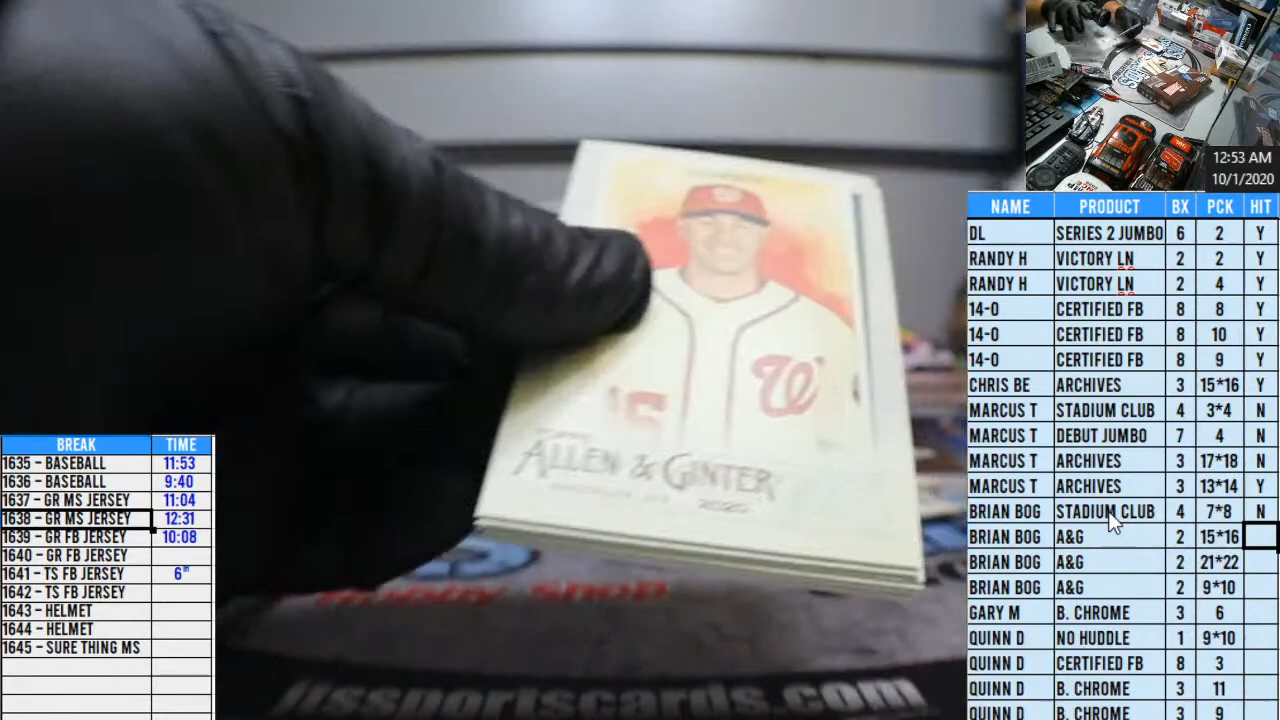 12:53 AM
10/1/2020
NAME PRODUCT BX PCK HIT
DL SERIES 2 JUMBO 6 2 Y
RANDY H VICTORY LN 2 2 Y
RANDY H VICTORY LN 2 4 Y
14-0 CERTIFIED FB 8 8 Y
14-0 CERTIFIED FB 8 10 Y
14-0 CERTIFIED FB 8 9 Y
CHRIS BE ARCHIVES 3 15*16 Y
MARCUS T STADIUM CLUB 4 3*4 N
MARCUS T DEBUT JUMBO 7 4 N
MARCUS T ARCHIVES 3 17*18 N
MARCUS T ARCHIVES 3 13*14 Y
BRIAN BOG STADIUM CLUB 4 7*8 N
BRIAN BOG A&G 2 15*16
BRIAN BOG A&G 2 21*22
BRIAN BOG A&G 2 9*10
GARY M B. CHROME 3 6
QUINN D NO HUDDLE 1 9*10
QUINN D CERTIFIED FB 8 3
QUINN D B. CHROME 3 11
QUINN D B. CHROME 3 9
W
ALLEN & GINTER
2020
BREAK TIME
1635 – BASEBALL 11:53
1636 – BASEBALL 9:40
1637 – GR MS JERSEY 11:04
1638 – GR MS JERSEY 12:31
1639 – GR FB JERSEY 10:08
1640 – GR FB JERSEY
1641 – TS FB JERSEY 6"
1642 – TS FB JERSEY
1643 – HELMET
1644 – HELMET
1645 – SURE THING MS
hobby shop
jissportscards.com